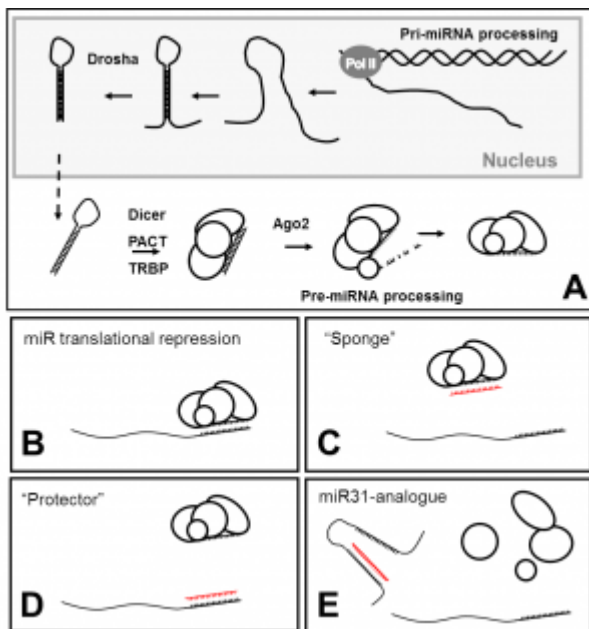 Pri-miRNA processing
Drosha
Pol II
Nucleus
Dicer
PACT
TRBP
Ago2
Pre-miRNA processing
A
miR translational repression
B
"Sponge"
C
"Protector"
D
miR31-analogue
E